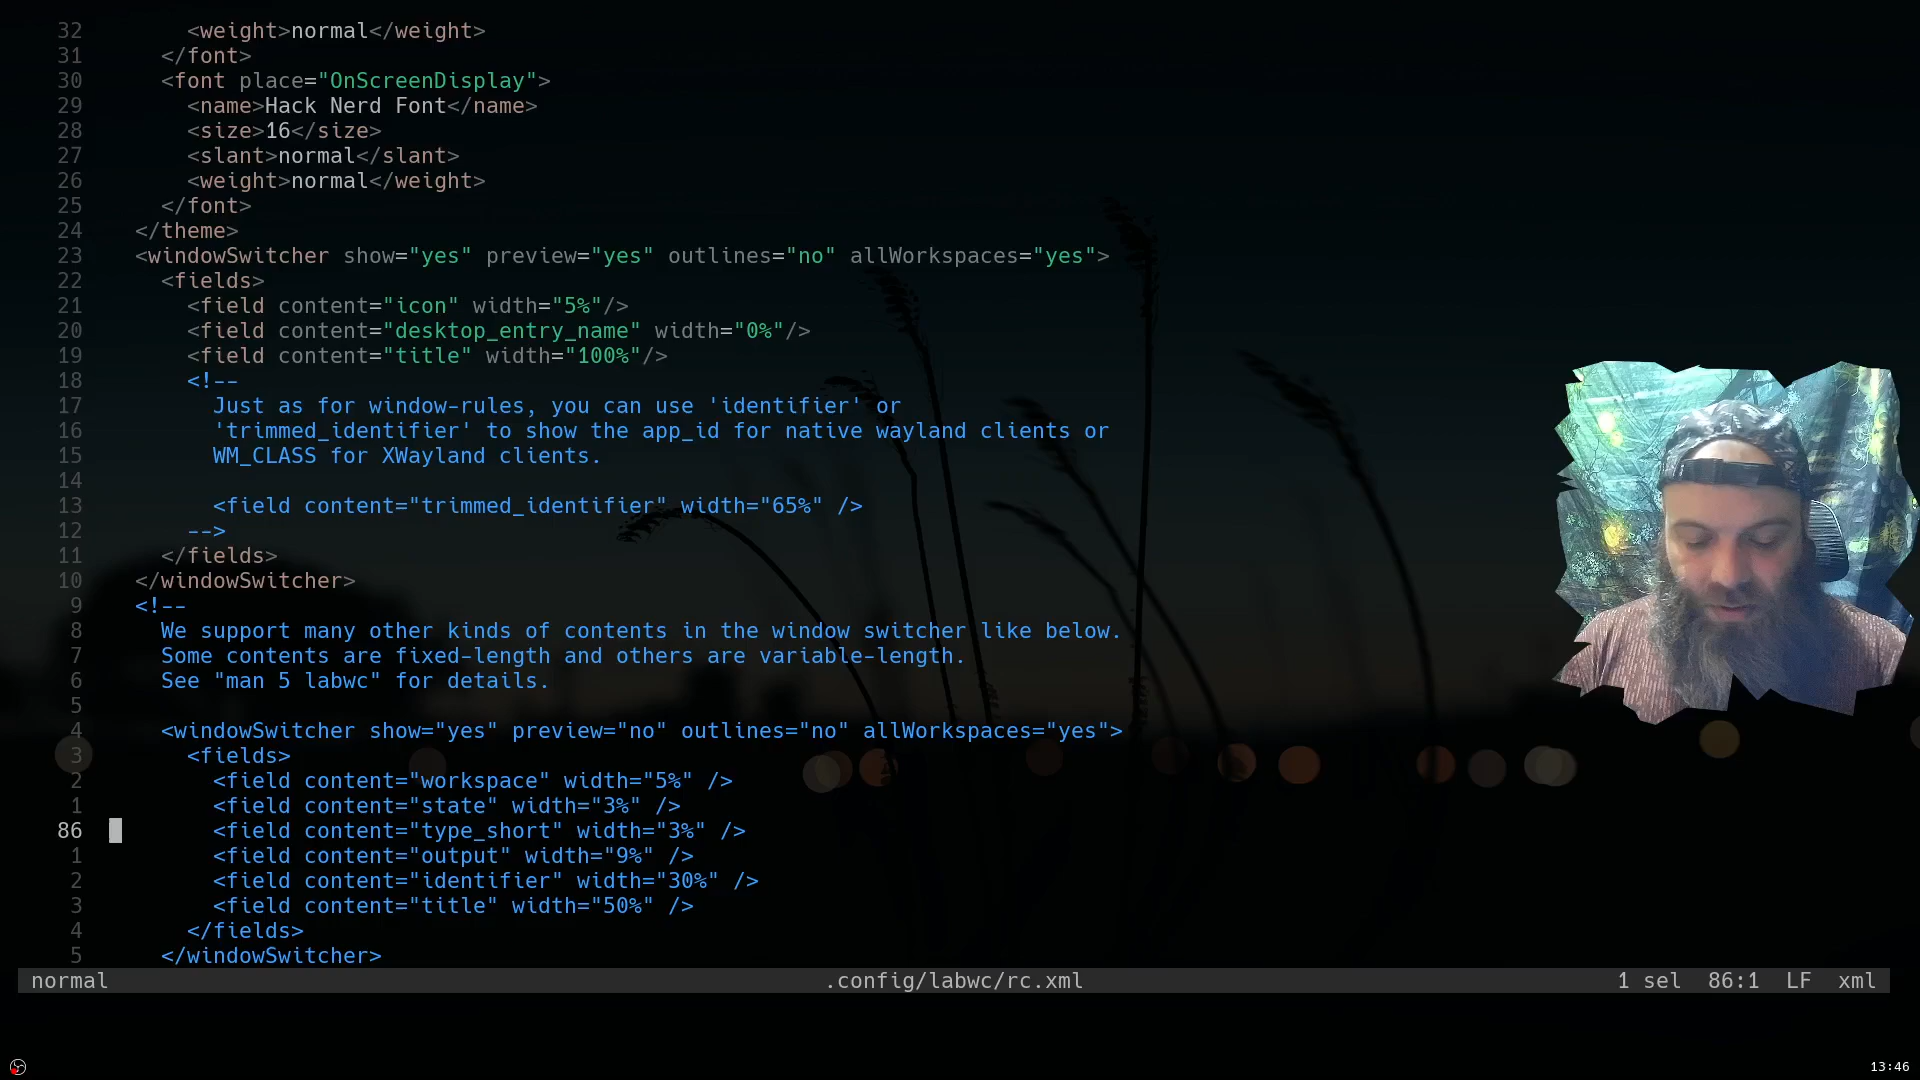 32 <weight>normal</weight>
31 </font>
30 <font place="OnScreenDisplay">
29 <name>Hack Nerd Font</name>
28 <size>16</size>
27 <slant>normal</slant>
26 <weight>normal</weight>
25 </font>
24 </theme>
23 <windowSwitcher show="yes" preview="yes" outlines="no" allWorkspaces="yes">
22 <fields>
21 <field content="icon" width="5%"/>
20 <field content="desktop_entry_name" width="0%"/>
19 <field content="title" width="100%"/>
18 <!--
17 Just as for window-rules, you can use 'identifier' or
16 'trimmed_identifier' to show the app_id for native wayland clients or
15 WM_CLASS for XWayland clients.
14
13 <field content="trimmed_identifier" width="65%" />
12 -->
11 </fields>
10 </windowSwitcher>
9 <!--
8 We support many other kinds of contents in the window switcher like below.
7 Some contents are fixed-length and others are variable-length.
6 See "man 5 labwc" for details.
5
4 <windowSwitcher show="yes" preview="no" outlines="no" allWorkspaces="yes">
3 <fields>
2 <field content="workspace" width="5%" />
1 <field content="state" width="3%" />
86 <field content="type_short" width="3%" />
1 <field content="output" width="9%" />
2 <field content="identifier" width="30%" />
3 <field content="title" width="50%" />
4 </fields>
5 </windowSwitcher>
normal .config/labwc/rc.xml 1 sel 86:1 LF xml
13:46